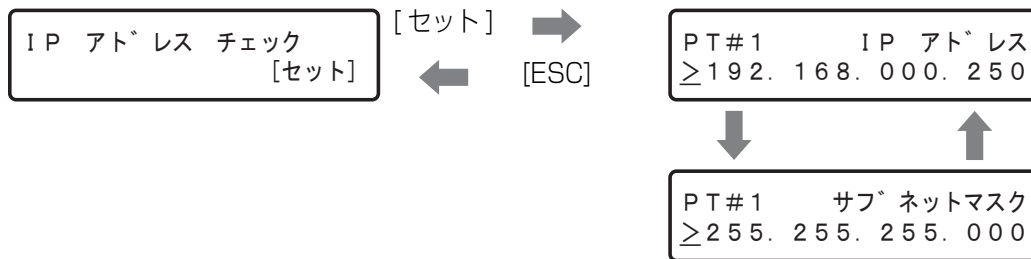 IP アドレス チェック
[セット]
[セット]
[ESC]
PT#1 IP アドレス
>192. 168. 000. 250
PT#1 サブネットマスク
>255. 255. 255. 000